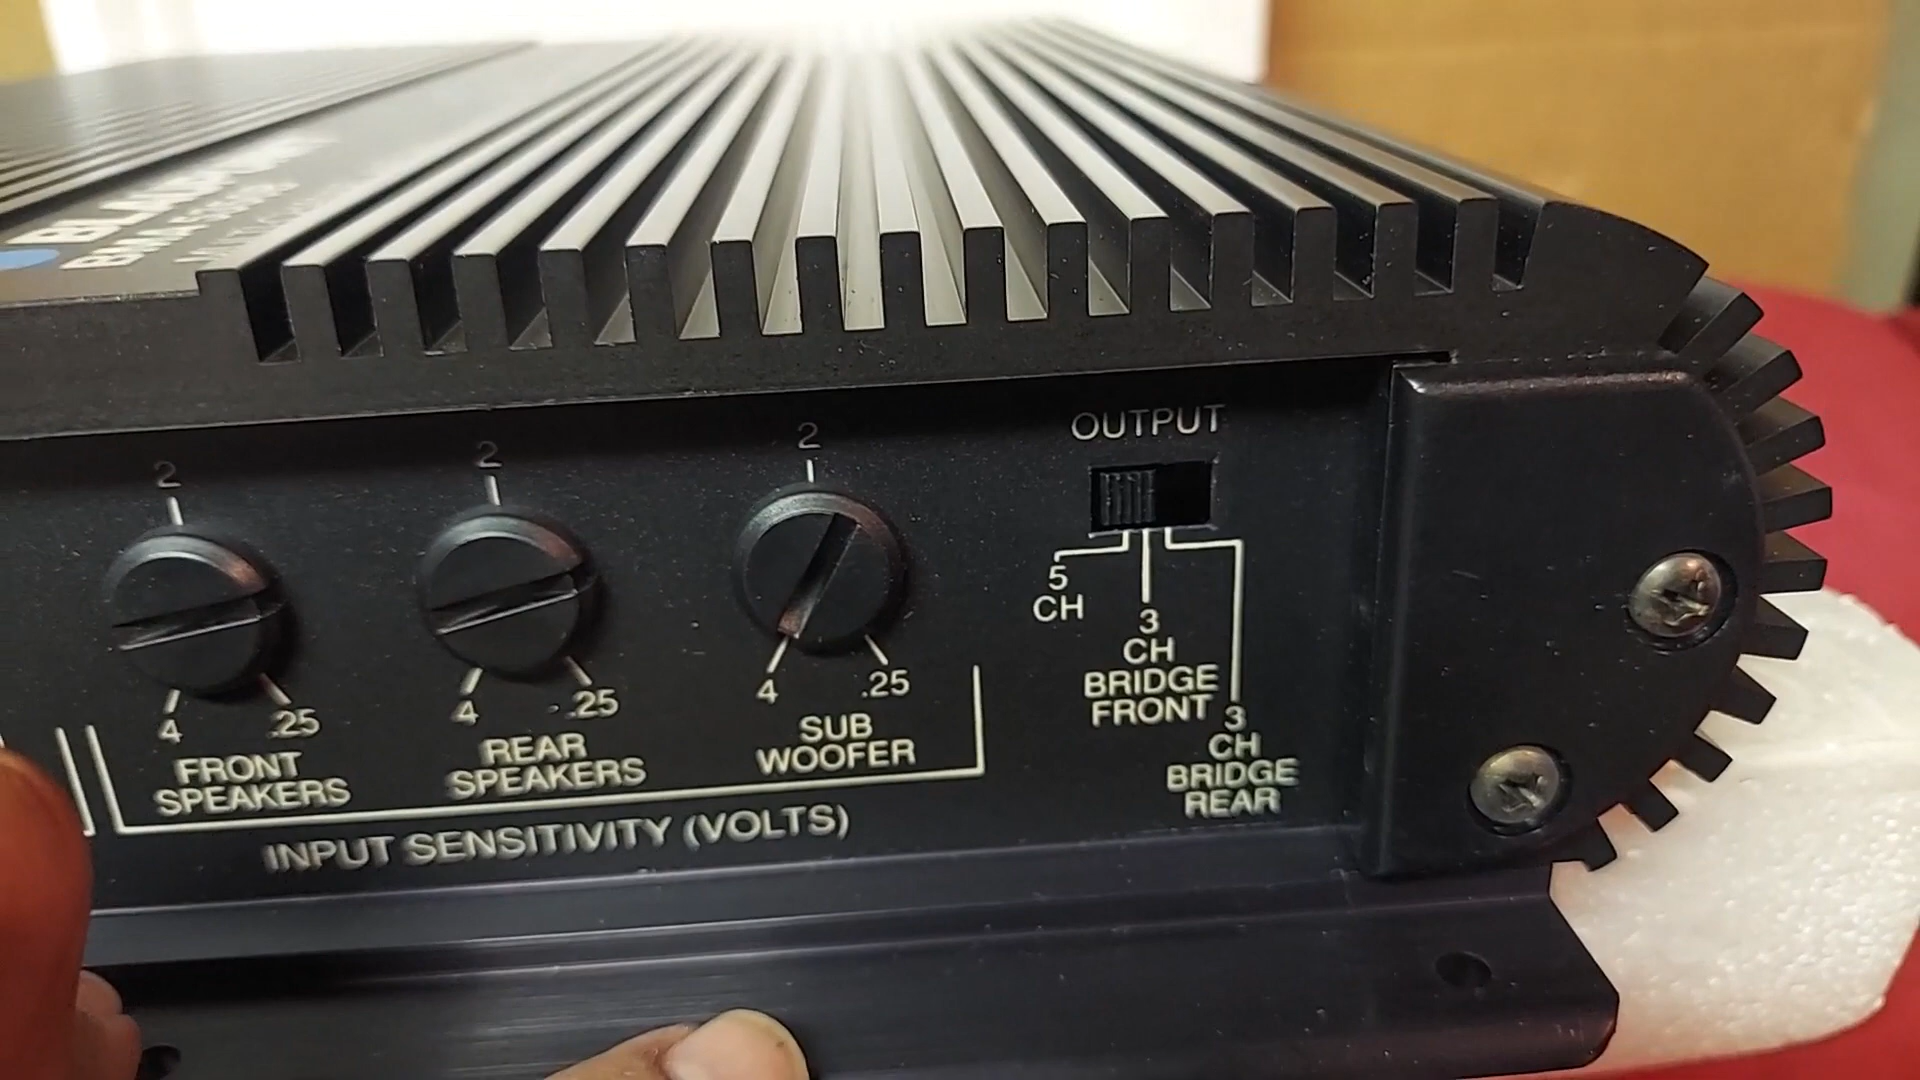 BLAUPUNKT
OUTPUT
2
2
2
4 .25
4 .25
4 .25
FRONT
SPEAKERS
REAR
SPEAKERS
SUB
WOOFER
INPUT SENSITIVITY (VOLTS)
5
CH
3
CH
BRIDGE
FRONT
3
CH
BRIDGE
REAR